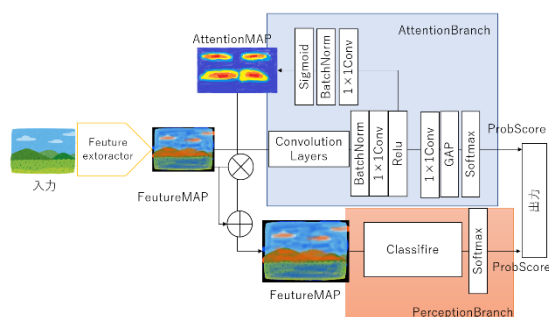 AttentionMAP
AttentionBranch
Sigmoid
BatchNorm
1×1Conv
Feuture
extoractor
入力
FeutureMAP
Convolution
Layers
BatchNorm
1×1Conv
Relu
1×1Conv
GAP
Softmax
ProbScore
出力
FeutureMAP
Classifire
Softmax
ProbScore
PerceptionBranch